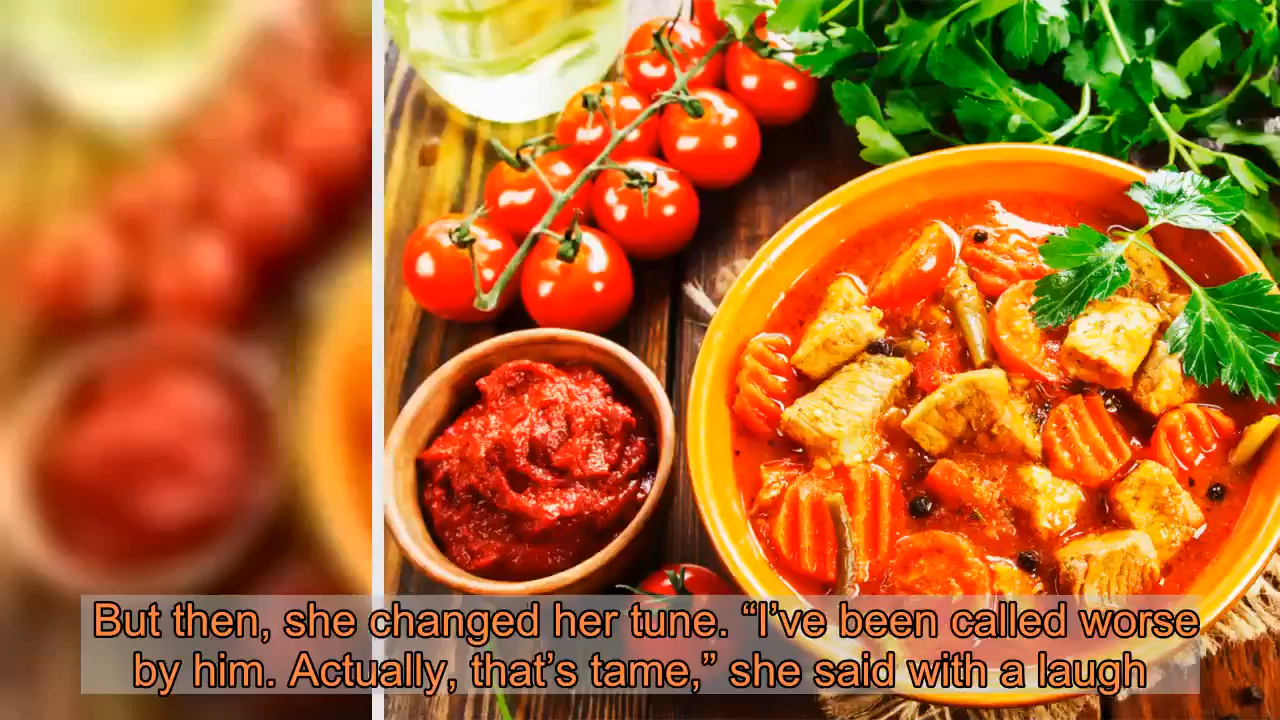 But then, she changed her tune. “I’ve been called worse
by him. Actually, that’s tame,” she said with a laugh